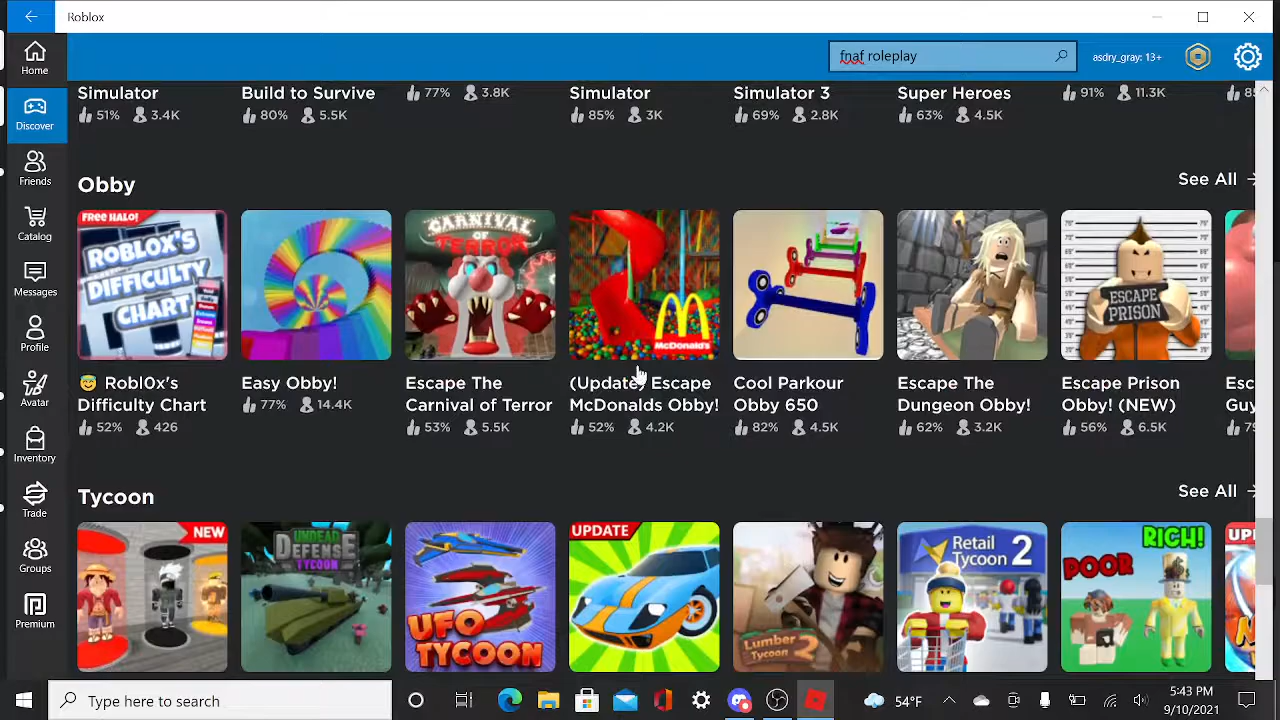 Roblox
fnaf roleplay
asdry_gray: 13+
Home
Discover
Friends
Catalog
Messages
Profile
Avatar
Inventory
Trade
Groups
Premium
Simulator
51% 3.4K
Build to Survive
80% 5.5K
77% 3.8K
Simulator
85% 3K
Simulator 3
69% 2.8K
Super Heroes
63% 4.5K
91% 11.3K
Obby
See All
FREE HALO!
ROBLOX'S
DIFFICULTY
CHART
CARNIVAL
OF
TERROR
McDonald's
ESCAPE
PRISON
😇 Robl0x's
Difficulty Chart
52% 426
Easy Obby!
77% 14.4K
Escape The
Carnival of Terror
53% 5.5K
(Update) Escape
McDonalds Obby!
52% 4.2K
Cool Parkour
Obby 650
82% 4.5K
Escape The
Dungeon Obby!
62% 3.2K
Escape Prison
Obby! (NEW)
56% 6.5K
Esc
Guy
Tycoon
See All
NEW
UNDEAD
DEFENSE
TYCOON
UFO
TYCOON
UPDATE
Lumber
Tycoon 2
Retail
Tycoon 2
POOR
RICH!
Type here to search
54°F
5:43 PM
9/10/2021